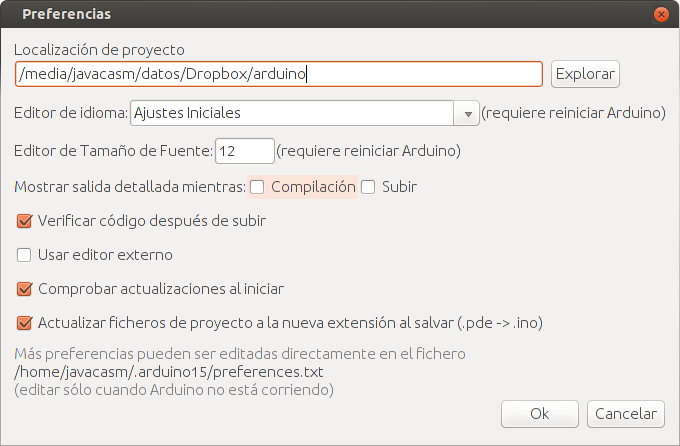 Preferencias
Localización de proyecto
/media/javacasm/datos/Dropbox/arduino Explorar
Editor de idioma: Ajustes Iniciales (requiere reiniciar Arduino)
Editor de Tamaño de Fuente: 12 (requiere reiniciar Arduino)
Mostrar salida detallada mientras: Compilación Subir
Verificar código después de subir
Usar editor externo
Comprobar actualizaciones al iniciar
Actualizar ficheros de proyecto a la nueva extensión al salvar (.pde -> .ino)
Más preferencias pueden ser editadas directamente en el fichero
/home/javacasm/.arduino15/preferences.txt
(editar sólo cuando Arduino no está corriendo)
Ok Cancelar